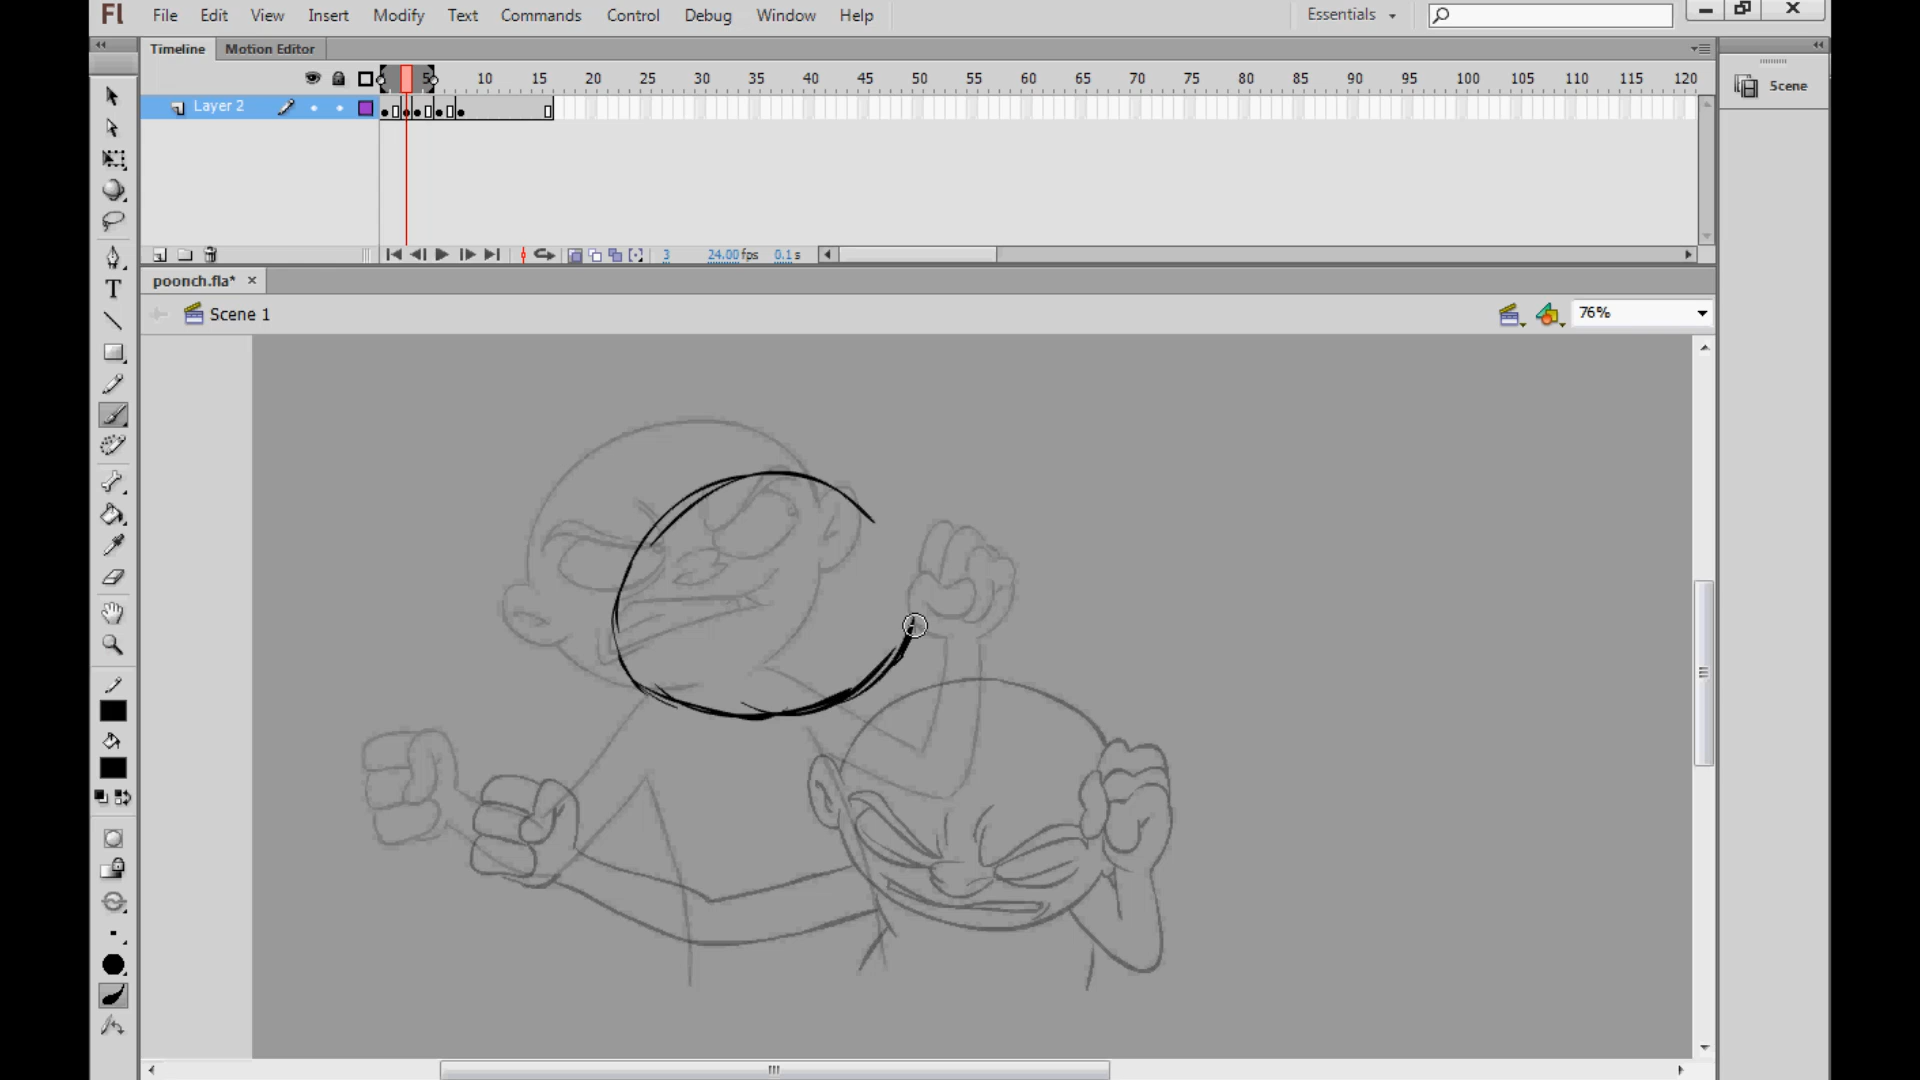 Fl File Edit View Insert Modify Text Commands Control Debug Window Help Essentials
Timeline Motion Editor
5 10 15 20 25 30 35 40 45 50 55 60 65 70 75 80 85 90 95 100 105 110 115 120
Scene
Layer 2
3 24.00 fps 0.1 s
poonch.fla*
Scene 1
76%
T